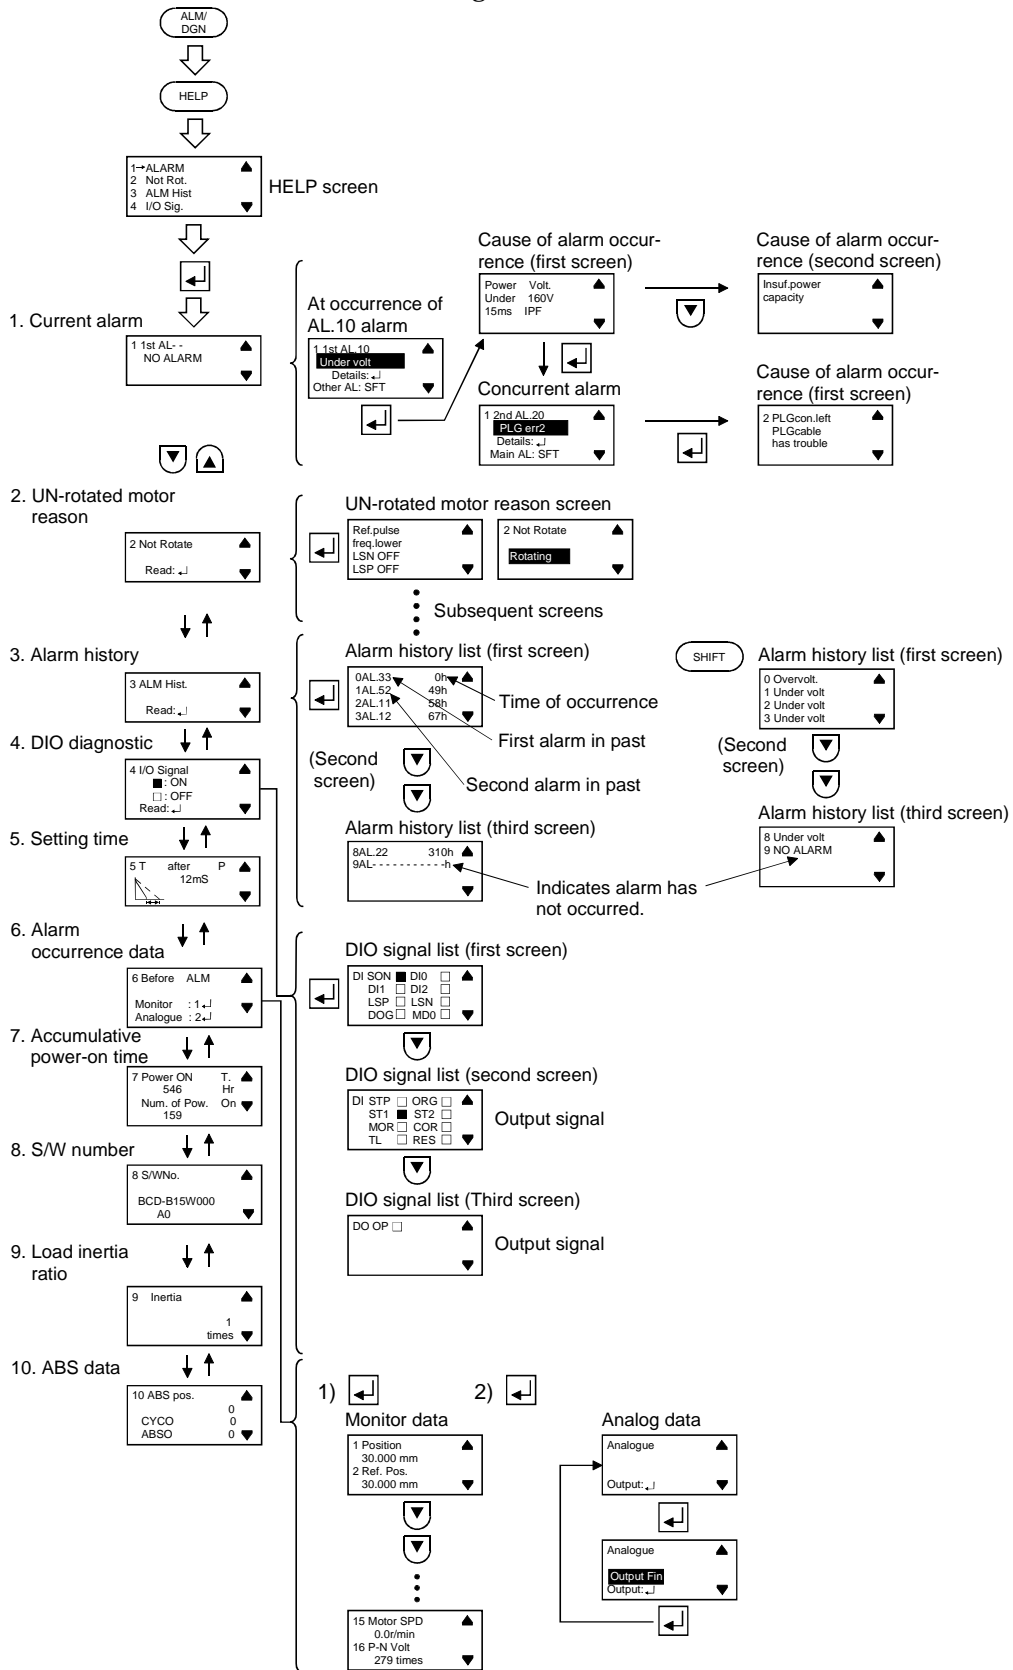 ALM/
DGN
HELP
1→ALARM
2 Not Rot.
3 ALM Hist
4 I/O Sig.
HELP screen
1. Current alarm
1 1st AL- -
NO ALARM
At occurrence of
AL.10 alarm
1 1st AL.10
Under volt
Details:↵
Other AL: SFT
Cause of alarm occur-
rence (first screen)
Power Volt.
Under 160V
15ms IPF
Cause of alarm occur-
rence (second screen)
Insuf.power
capacity
Concurrent alarm
1 2nd AL.20
PLG err2
Details:↵
Main AL: SFT
Cause of alarm occur-
rence (first screen)
2 PLGcon.left
PLGcable
has trouble
2. UN-rotated motor
reason
2 Not Rotate
Read:↵
UN-rotated motor reason screen
Ref.pulse
freq.lower
LSN OFF
LSP OFF
2 Not Rotate
Rotating
Subsequent screens
3. Alarm history
3 ALM Hist.
Read:↵
Alarm history list (first screen)
0AL.33 0h
1AL.52 49h
2AL.11 58h
3AL.12 67h
Time of occurrence
First alarm in past
Second alarm in past
(Second
screen)
Alarm history list (third screen)
8AL.22 310h
9AL- - - - - - - - - - -h
Indicates alarm has
not occurred.
SHIFT
Alarm history list (first screen)
0 Overvolt.
1 Under volt
2 Under volt
3 Under volt
(Second
screen)
Alarm history list (third screen)
8 Under volt
9 NO ALARM
4. DIO diagnostic
4 I/O Signal
■: ON
□: OFF
Read:↵
5. Setting time
5 T after P
12mS
6. Alarm
occurrence data
6 Before ALM
Monitor : 1↵
Analogue : 2↵
DIO signal list (first screen)
DI SON ■ DI0 □
DI1 □ DI2 □
LSP □ LSN □
DOG □ MD0 □
DIO signal list (second screen)
DI STP □ ORG □
ST1 ■ ST2 □
MOR □ COR □
TL □ RES □
Output signal
DIO signal list (Third screen)
DO OP □
Output signal
7. Accumulative
power-on time
7 Power ON T.
546 Hr
Num. of Pow. On
159
8. S/W number
8 S/WNo.
BCD-B15W000
A0
9. Load inertia
ratio
9 Inertia
1
times
10. ABS data
10 ABS pos.
0
CYCO 0
ABSO 0
1)
Monitor data
1 Position
30.000 mm
2 Ref. Pos.
30.000 mm
15 Motor SPD
0.0r/min
16 P-N Volt
279 times
2)
Analog data
Analogue
Output:↵
Analogue
Output Fin
Output:↵